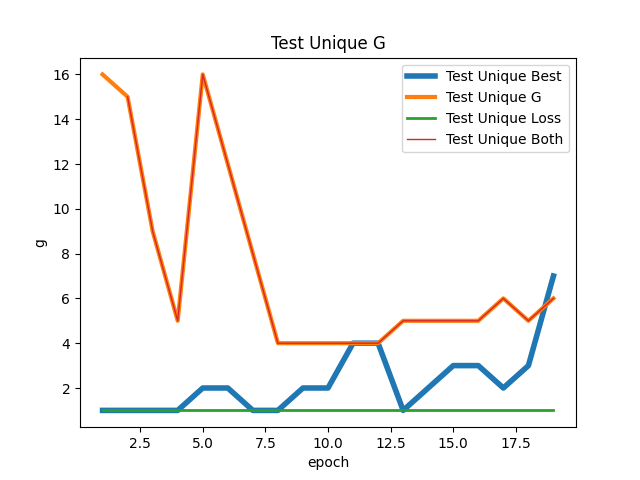 Test Unique G
Test Unique Best
Test Unique G
Test Unique Loss
Test Unique Both
16
14
12
10
8
6
4
2
g
2.5 5.0 7.5 10.0 12.5 15.0 17.5
epoch